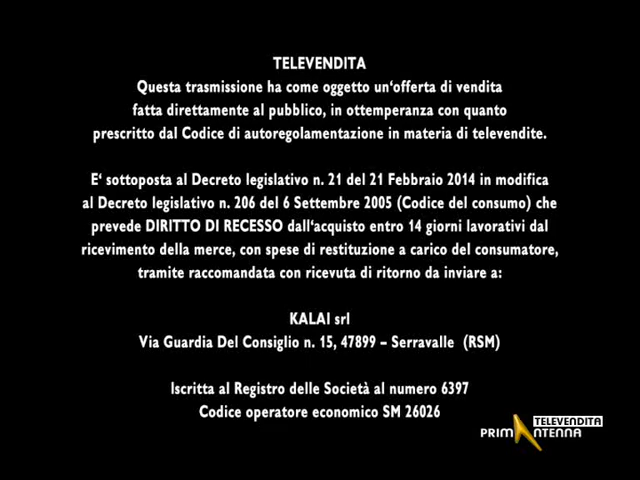 TELEVENDITA
Questa trasmissione ha come oggetto un'offerta di vendita
fatta direttamente al pubblico, in ottemperanza con quanto
prescritto dal Codice di autoregolamentazione in materia di televendite.
E' sottoposta al Decreto legislativo n. 21 del 21 Febbraio 2014 in modifica
al Decreto legislativo n. 206 del 6 Settembre 2005 (Codice del consumo) che
prevede DIRITTO DI RECESSO dall'acquisto entro 14 giorni lavorativi dal
ricevimento della merce, con spese di restituzione a carico del consumatore,
tramite raccomandata con ricevuta di ritorno da inviare a:
KALAI srl
Via Guardia Del Consiglio n. 15, 47899 – Serravalle (RSM)
Iscritta al Registro delle Società al numero 6397
Codice operatore economico SM 26026
TELEVENDITA
PRIMANTENNA